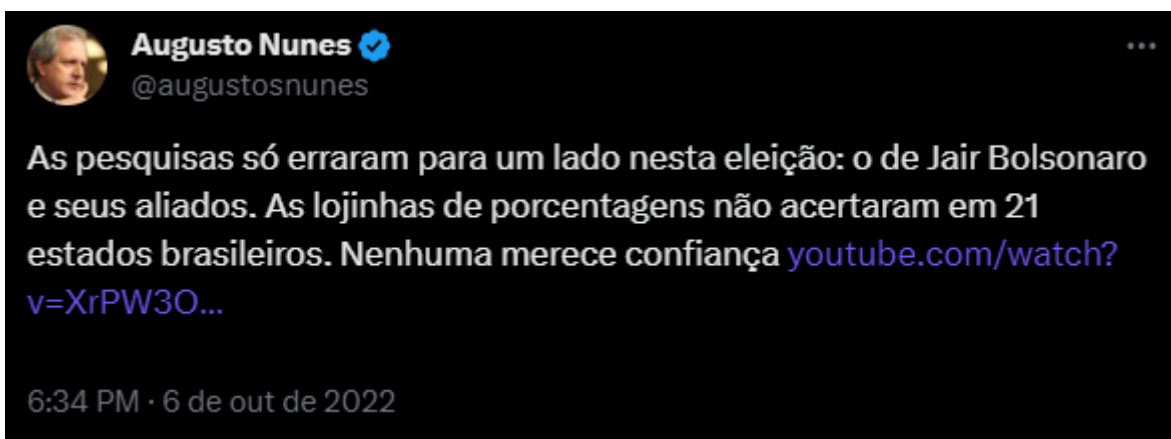 Augusto Nunes
@augustosnunes
As pesquisas só erraram para um lado nesta eleição: o de Jair Bolsonaro
e seus aliados. As lojinhas de porcentagens não acertaram em 21
estados brasileiros. Nenhuma merece confiança youtube.com/watch?
v=XrPW3O...
6:34 PM · 6 de out de 2022